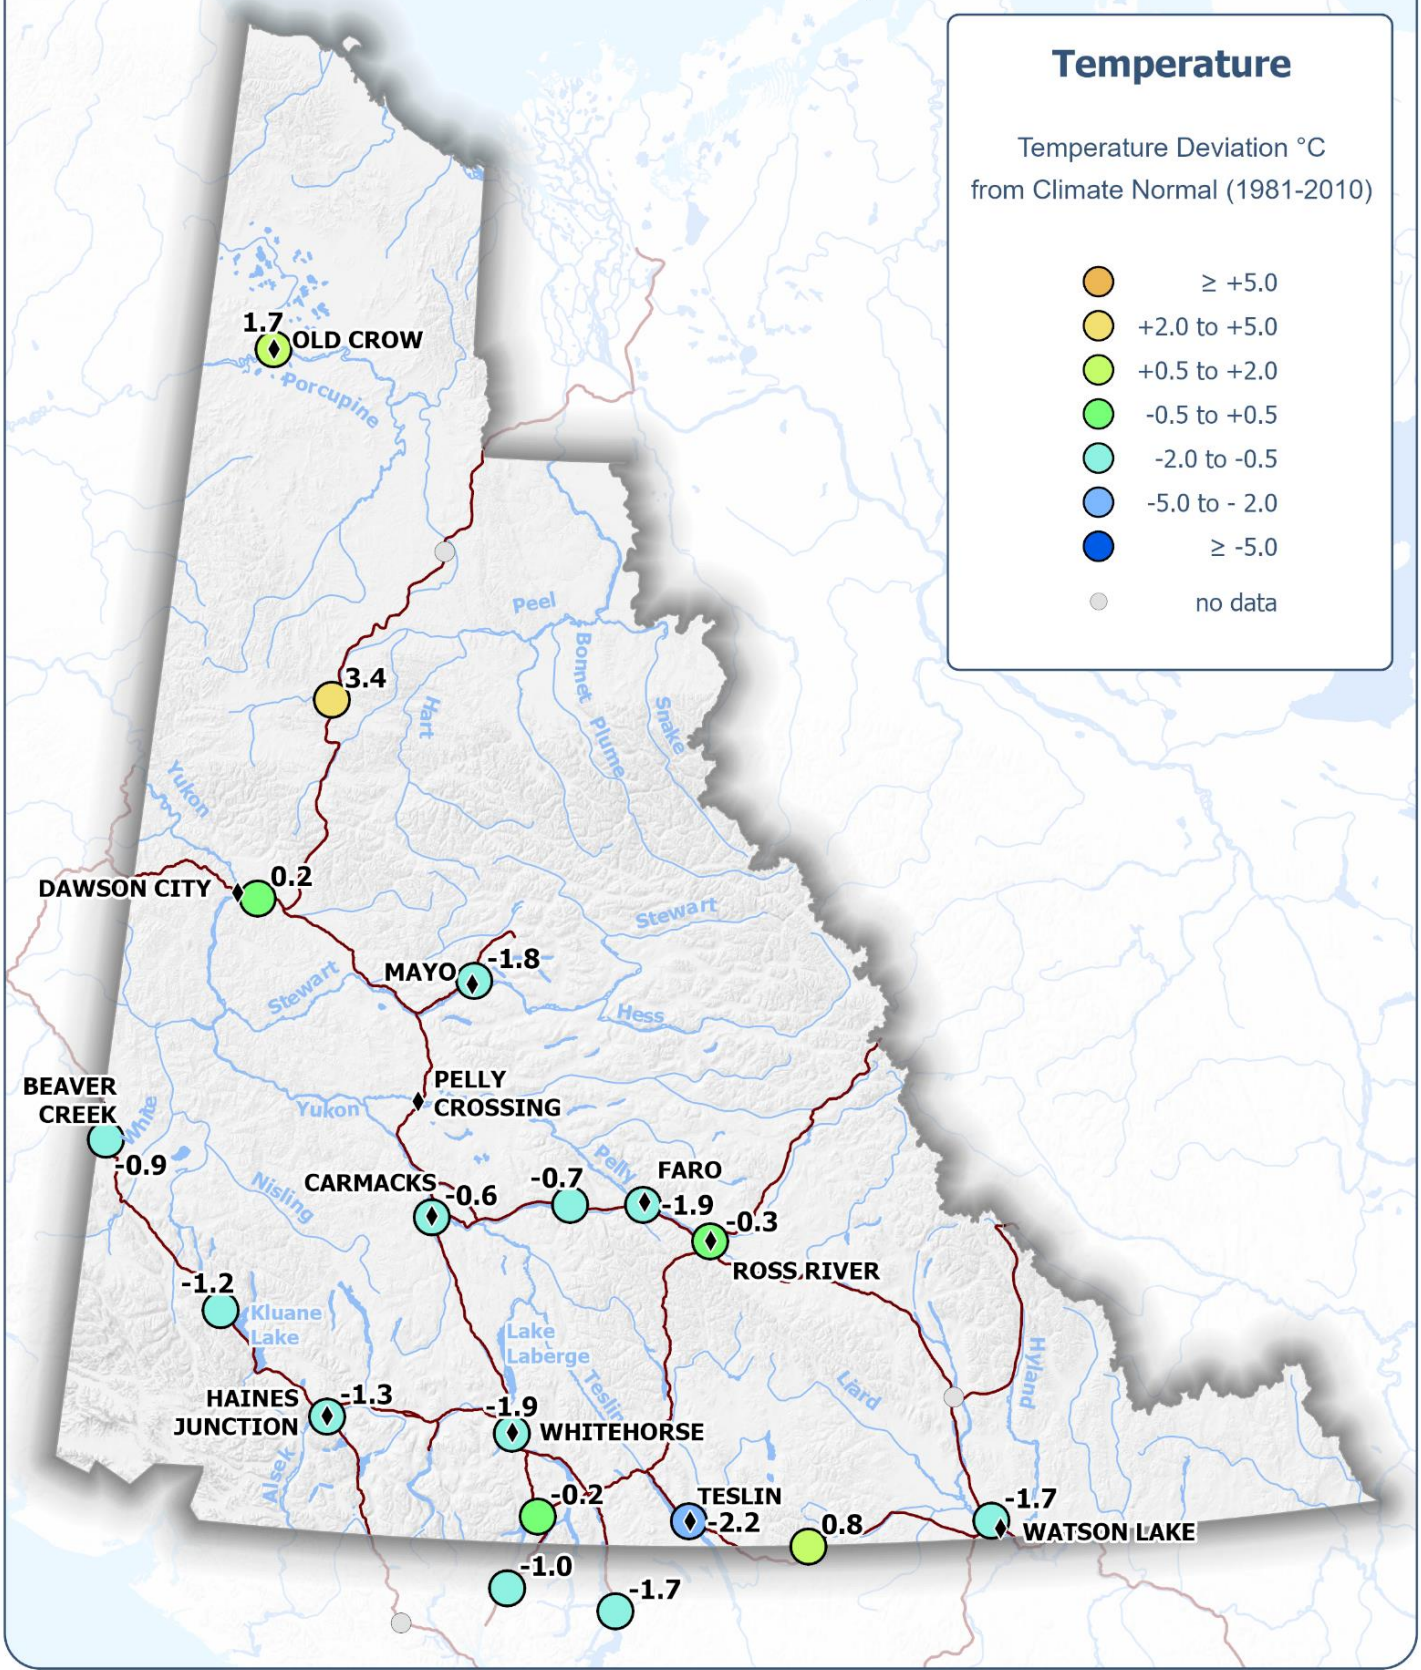 Temperature
Temperature Deviation °C
from Climate Normal (1981-2010)
≥ +5.0
+2.0 to +5.0
+0.5 to +2.0
-0.5 to +0.5
-2.0 to -0.5
-5.0 to - 2.0
≥ -5.0
no data
1.7
OLD CROW
Porcupine
Peel
Bonnet Plume
Snake
Hart
3.4
Yukon
DAWSON CITY
0.2
Stewart
MAYO
-1.8
Stewart
Hess
BEAVER
CREEK
White
-0.9
PELLY
CROSSING
Yukon
Nisling
CARMACKS
-0.6
-0.7
Pelly
FARO
-1.9
-0.3
ROSS RIVER
-1.2
Kluane
Lake
Lake
Laberge
Teslin
Liard
Hyland
HAINES
JUNCTION
-1.3
-1.9
WHITEHORSE
Alsek
-0.2
TESLIN
-2.2
0.8
-1.7
WATSON LAKE
-1.0
-1.7